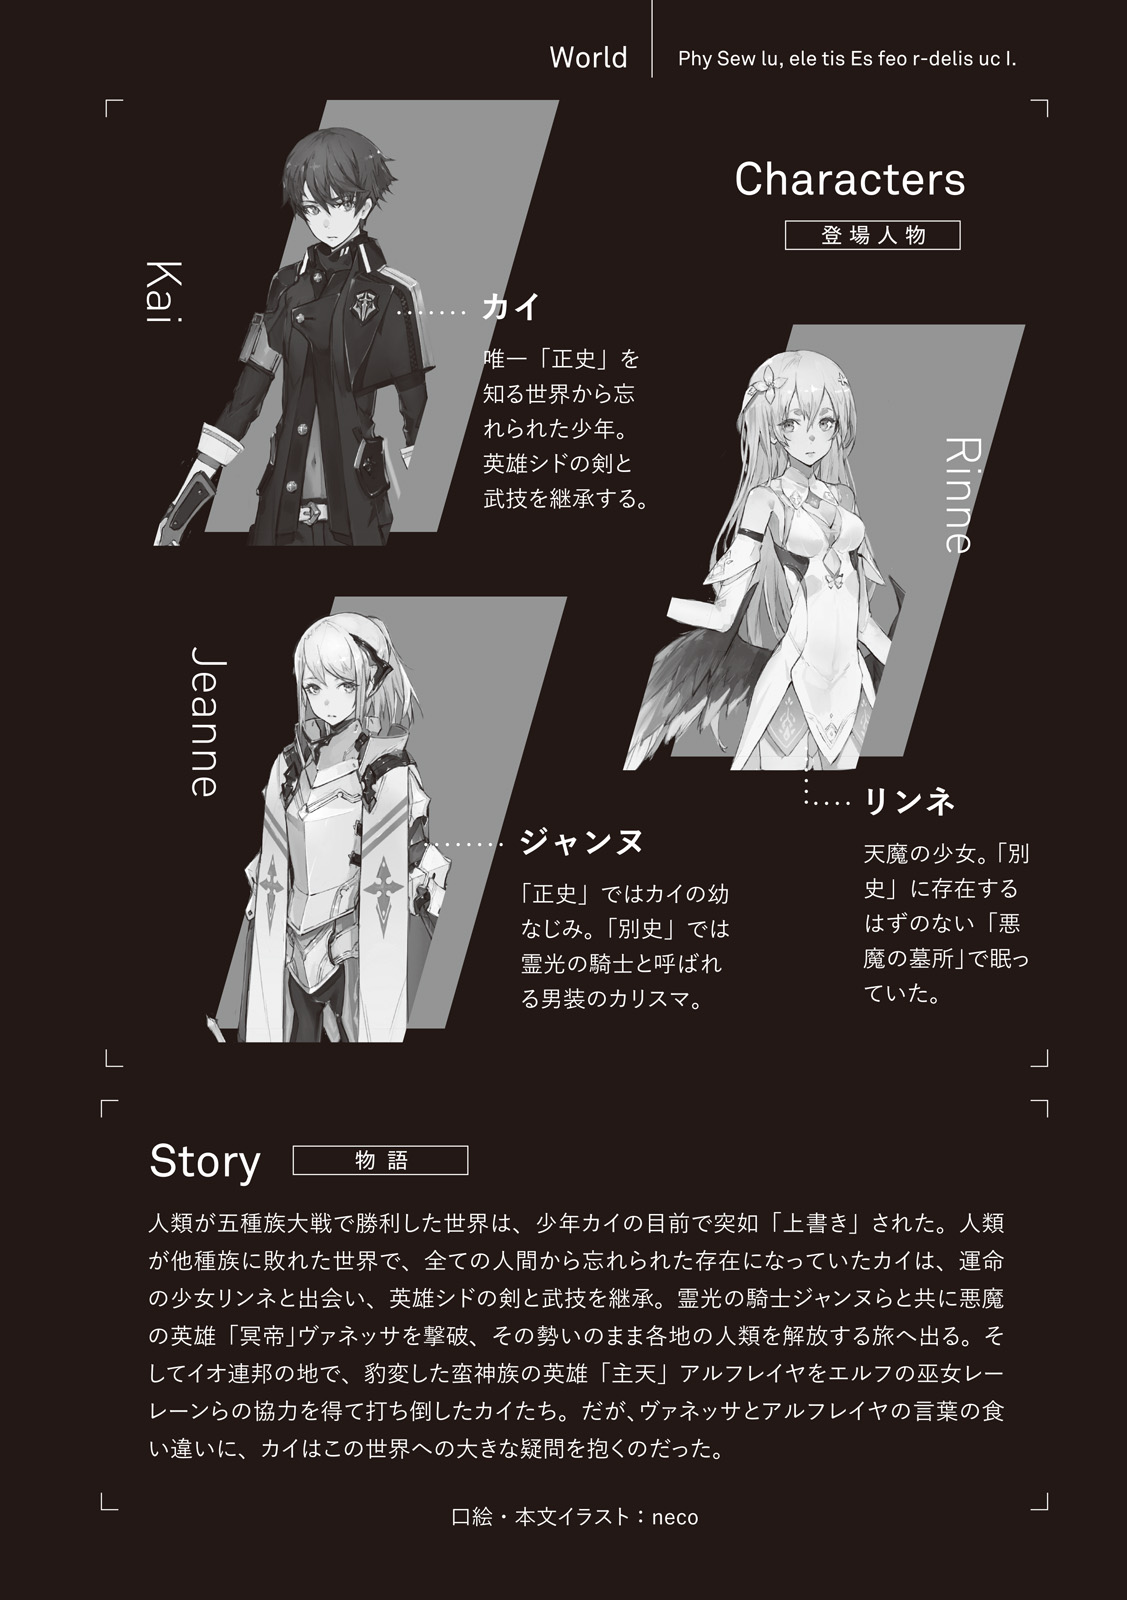 World
Phy Sew lu, ele tis Es feo r-delis uc I.
Characters
登場人物
Kai
カイ
唯一「正史」を
知る世界から忘
れられた少年。
英雄シドの剣と
武技を継承する。
Rinne
リンネ
天魔の少女。「別
史」に存在する
はずのない「悪
魔の墓所」で眠っ
ていた。
Jeanne
ジャンヌ
「正史」ではカイの幼
なじみ。「別史」では
霊光の騎士と呼ばれ
る男装のカリスマ。
Story
物語
人類が五種族大戦で勝利した世界は、少年カイの目前で突如「上書き」された。人類
が他種族に敗れた世界で、全ての人間から忘れられた存在になっていたカイは、運命
の少女リンネと出会い、英雄シドの剣と武技を継承。霊光の騎士ジャンヌらと共に悪魔
の英雄「冥帝」ヴァネッサを撃破、その勢いのまま各地の人類を解放する旅へ出る。そ
してイオ連邦の地で、豹変した蛮神族の英雄「主天」アルフレイヤをエルフの巫女レー
レーンらの協力を得て打ち倒したカイたち。だが、ヴァネッサとアルフレイヤの言葉の食
い違いに、カイはこの世界への大きな疑問を抱くのだった。
口絵・本文イラスト：neco